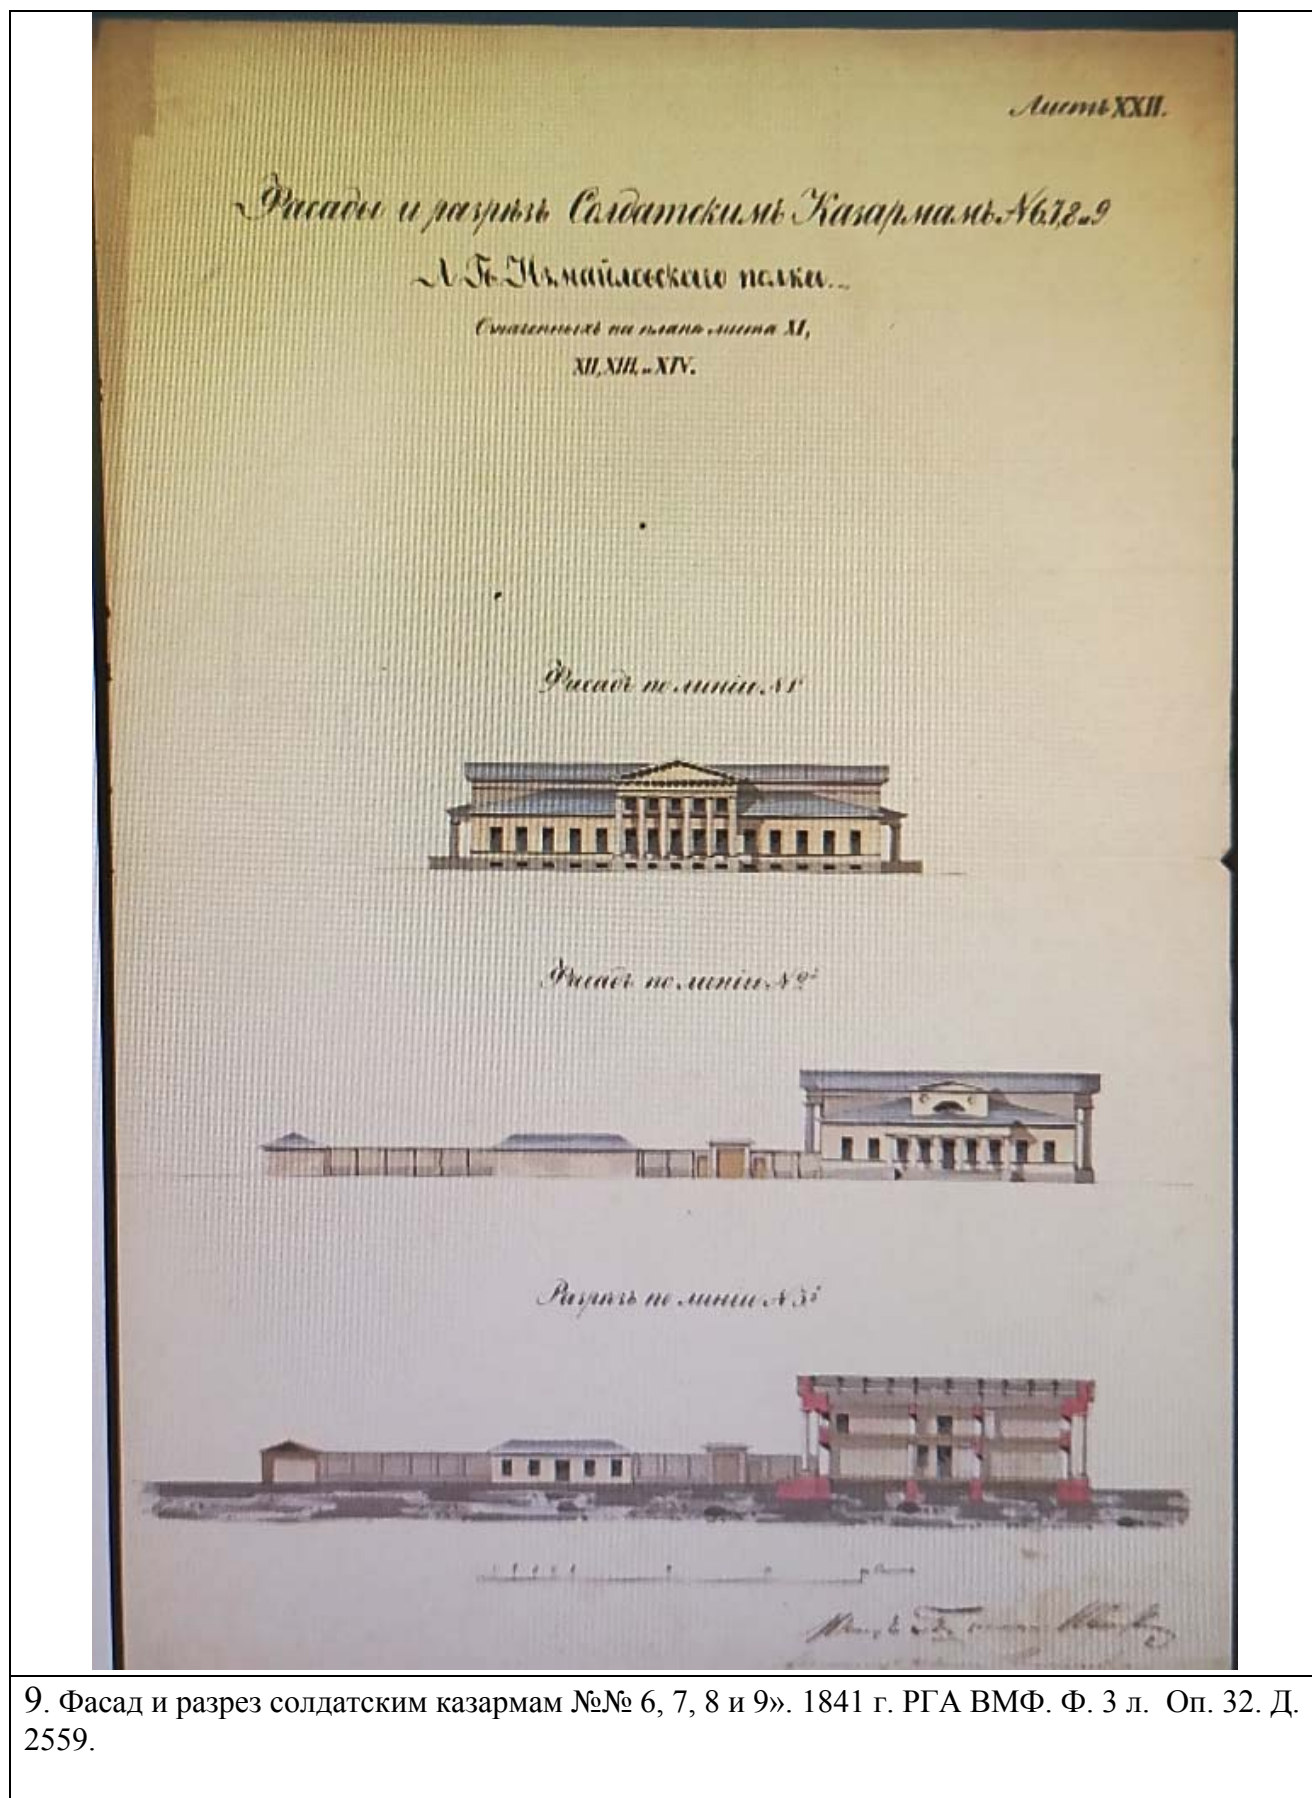 Листъ XXII.
Фасады и разрѣзъ Солдатскимъ Казармамъ №6,7,8 и 9
Л. Гв. Измайловскаго полка.
Означенныхъ на планѣ листа XI,
XII, XIII, и XIV.
Фасадъ по линіи №1
Фасадъ по линіи №2
Разрѣзъ по линіи №3
9. Фасад и разрез солдатским казармам №№ 6, 7, 8 и 9». 1841 г. РГА ВМФ. Ф. 3 л. Оп. 32. Д.
2559.